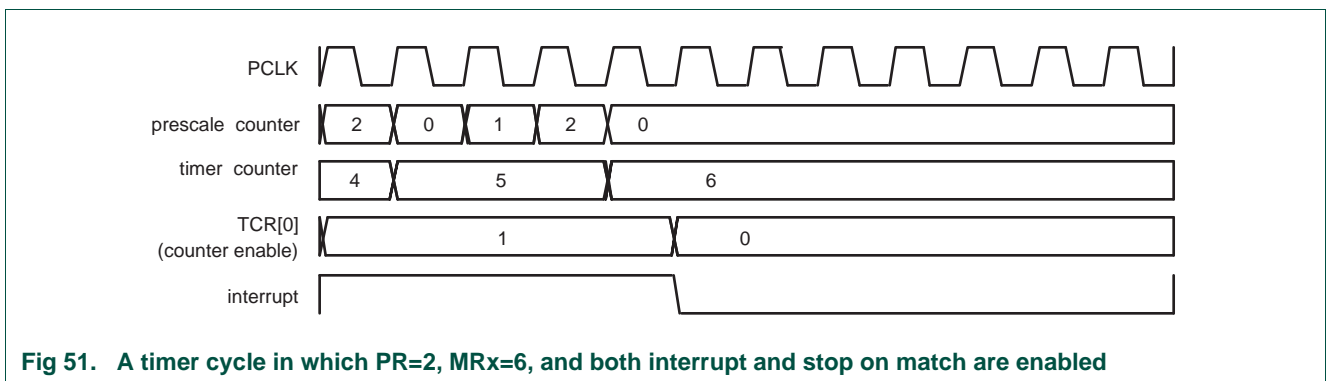 PCLK
prescale counter 2 0 1 2 0
timer counter 4 5 6
TCR[0]
(counter enable) 1 0
interrupt
Fig 51. A timer cycle in which PR=2, MRx=6, and both interrupt and stop on match are enabled